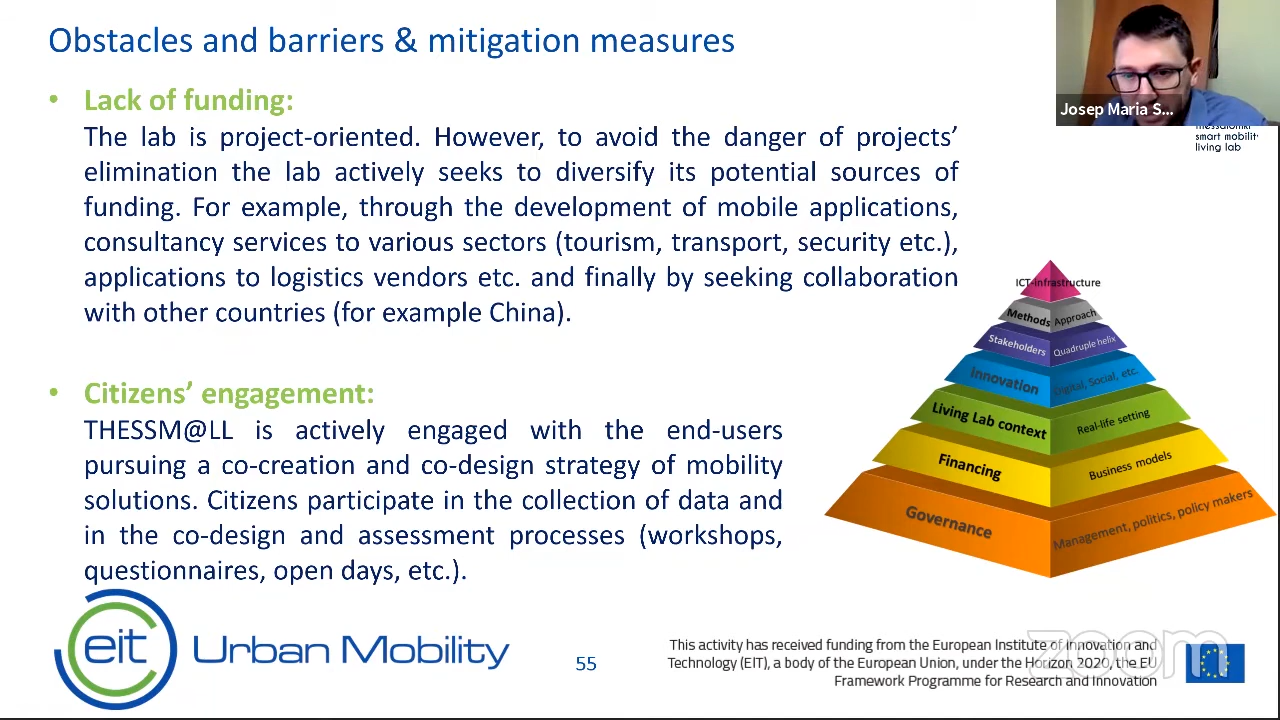 Obstacles and barriers & mitigation measures
Josep Maria S...
smart mobility
living lab
• Lack of funding:
The lab is project-oriented. However, to avoid the danger of projects’
elimination the lab actively seeks to diversify its potential sources of
funding. For example, through the development of mobile applications,
consultancy services to various sectors (tourism, transport, security etc.),
applications to logistics vendors etc. and finally by seeking collaboration
with other countries (for example China).
• Citizens’ engagement:
THESSM@LL is actively engaged with the end-users
pursuing a co-creation and co-design strategy of mobility
solutions. Citizens participate in the collection of data and
in the co-design and assessment processes (workshops,
questionnaires, open days, etc.).
ICT-infrastructure
Methods Approach
Stakeholders Quadruple helix
Innovation Digital, Social, etc.
Living Lab context Real-life setting
Financing Business models
Governance Management, politics, policy makers
eit Urban Mobility
55
This activity has received funding from the European Institute of Innovation and
Technology (EIT), a body of the European Union, under the Horizon 2020, the EU
Framework Programme for Research and Innovation
zoom